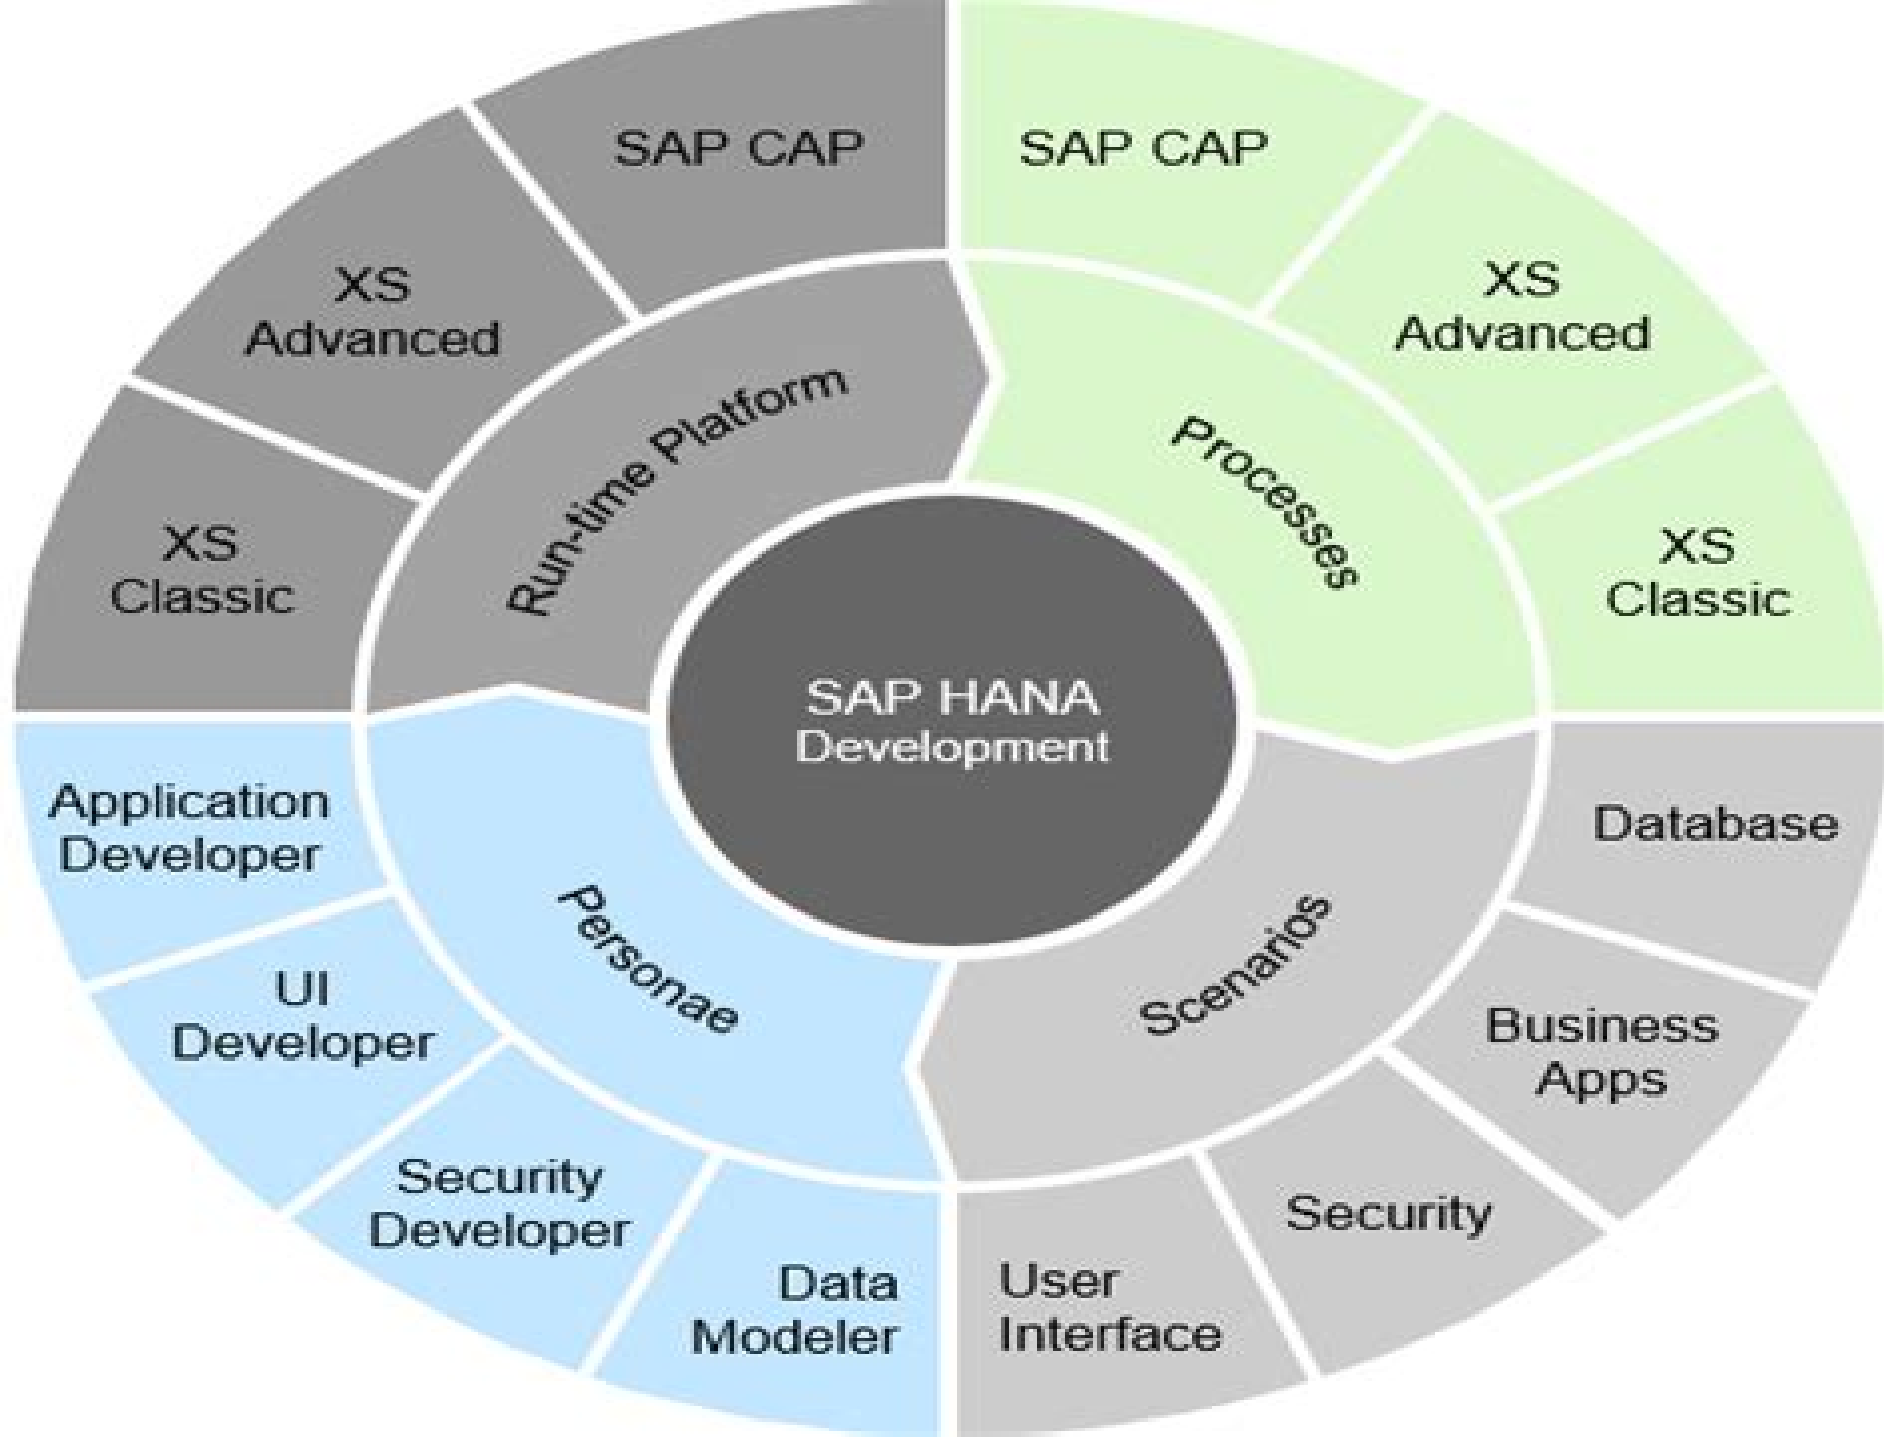 SAP CAP
SAP CAP
XS
Advanced
XS
Advanced
XS
Classic
XS
Classic
Run-time Platform
Processes
SAP HANA
Development
Application
Developer
UI
Developer
Security
Developer
Data
Modeler
Personae
Scenarios
Database
Business
Apps
Security
User
Interface